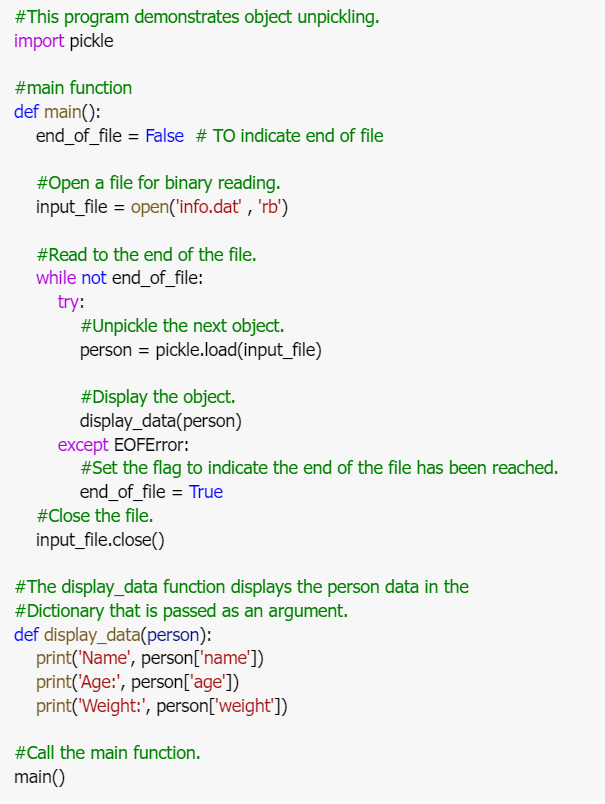 #This program demonstrates object unpickling.
import pickle

#main function
def main():
    end_of_file = False  # TO indicate end of file

    #Open a file for binary reading.
    input_file = open('info.dat' , 'rb')

    #Read to the end of the file.
    while not end_of_file:
        try:
            #Unpickle the next object.
            person = pickle.load(input_file)

            #Display the object.
            display_data(person)
        except EOFError:
            #Set the flag to indicate the end of the file has been reached.
            end_of_file = True
    #Close the file.
    input_file.close()

#The display_data function displays the person data in the
#Dictionary that is passed as an argument.
def display_data(person):
    print('Name', person['name'])
    print('Age:', person['age'])
    print('Weight:', person['weight'])

#Call the main function.
main()